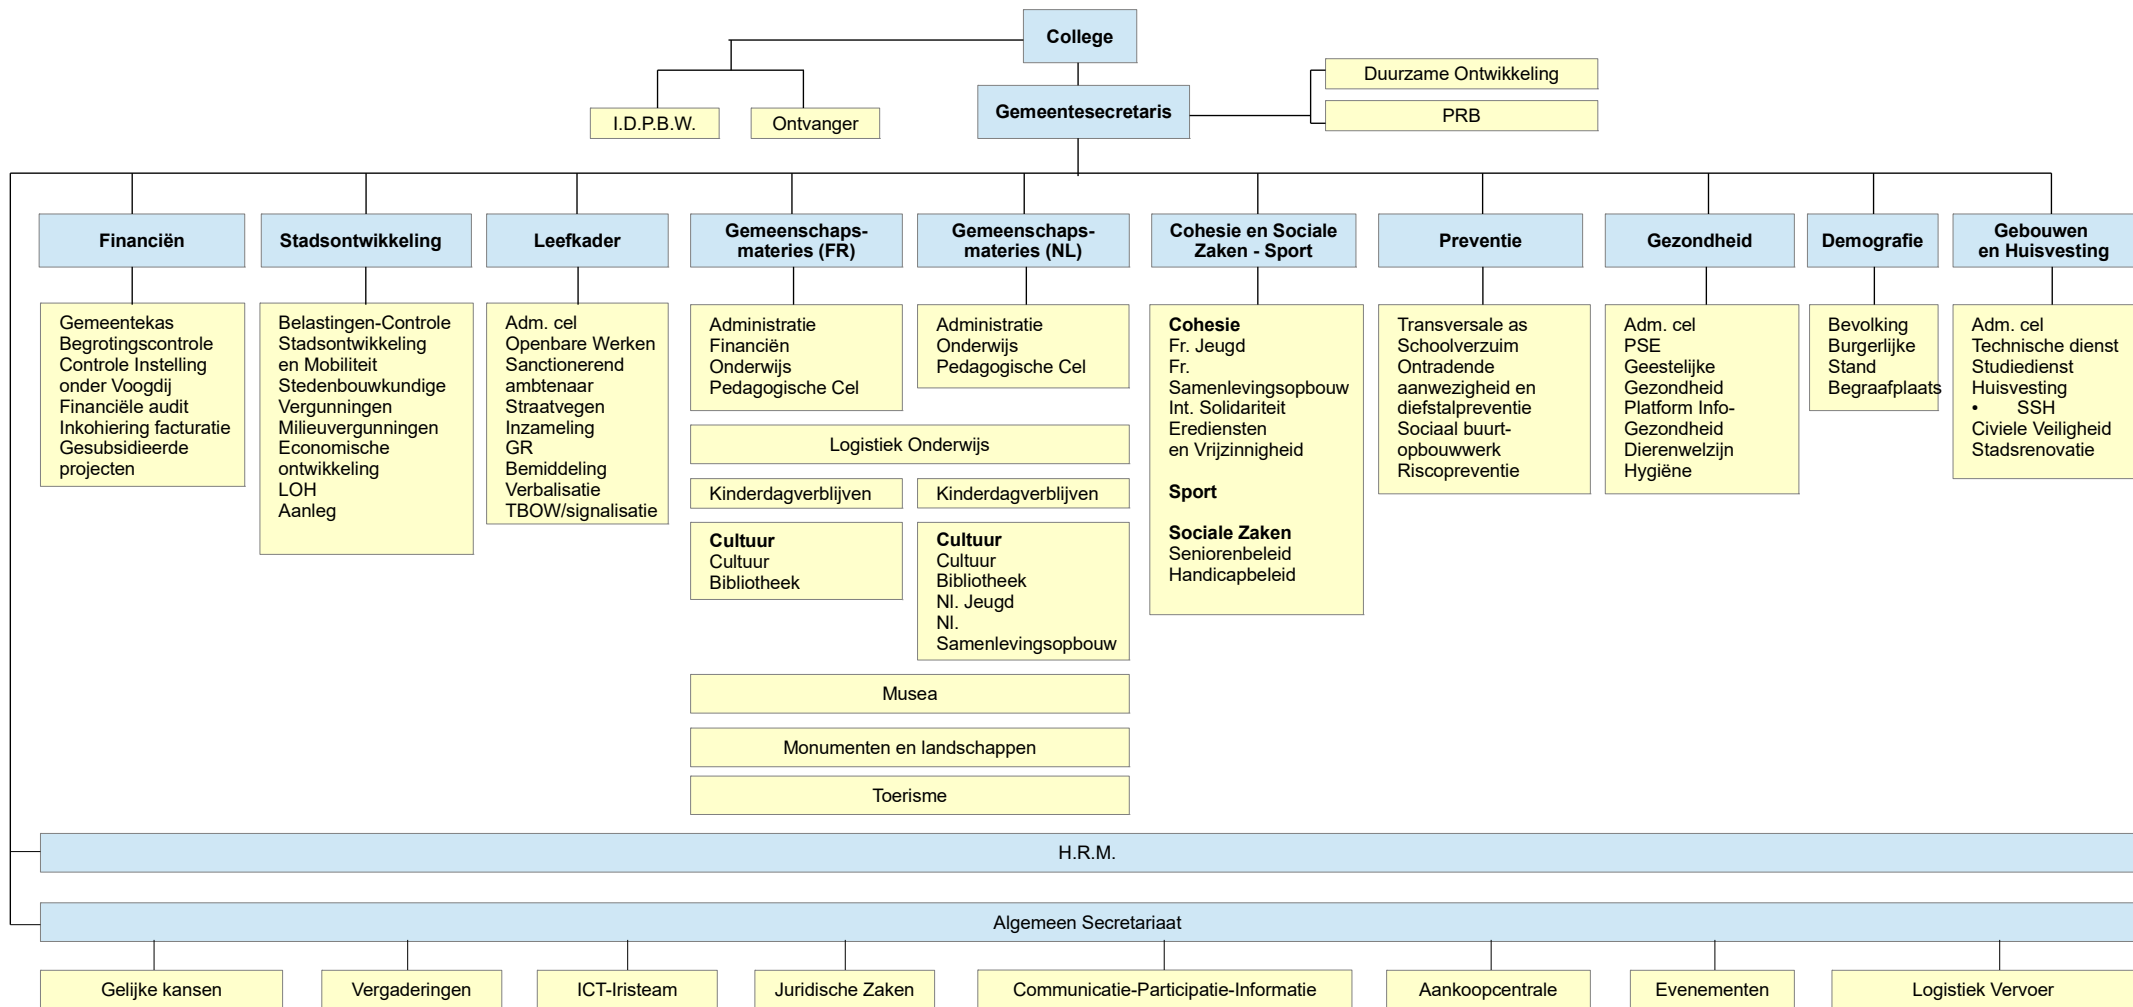 College
Duurzame Ontwikkeling
Gemeentesecretaris
PRB
I.D.P.B.W.
Ontvanger
Financiën
Gemeentekas
Begrotingscontrole
Controle Instelling
onder Voogdij
Financiële audit
Inkohiering facturatie
Gesubsidieerde
projecten
Stadsontwikkeling
Belastingen-Controle
Stadsontwikkeling
en Mobiliteit
Stedenbouwkundige
Vergunningen
Milieuvergunningen
Economische
ontwikkeling
LOH
Aanleg
Leefkader
Adm. cel
Openbare Werken
Sanctionerend
ambtenaar
Straatvegen
Inzameling
GR
Bemiddeling
Verbalisatie
TBOW/signalisatie
Gemeenschaps-
materies (FR)
Administratie
Financiën
Onderwijs
Pedagogische Cel
Gemeenschaps-
materies (NL)
Administratie
Onderwijs
Pedagogische Cel
Logistiek Onderwijs
Kinderdagverblijven
Kinderdagverblijven
Cultuur
Cultuur
Bibliotheek
Cultuur
Cultuur
Bibliotheek
Nl. Jeugd
Nl.
Samenlevingsopbouw
Musea
Monumenten en landschappen
Toerisme
Cohesie en Sociale
Zaken - Sport
Cohesie
Fr. Jeugd
Fr.
Samenlevingsopbouw
Int. Solidariteit
Erediensten
en Vrijzinnigheid
Sport
Sociale Zaken
Seniorenbeleid
Handicapbeleid
Preventie
Transversale as
Schoolverzuim
Ontradende
aanwezigheid en
diefstalpreventie
Sociaal buurt-
opbouwwerk
Riscopreventie
Gezondheid
Adm. cel
PSE
Geestelijke
Gezondheid
Platform Info-
Gezondheid
Dierenwelzijn
Hygiëne
Demografie
Bevolking
Burgerlijke
Stand
Begraafplaats
Gebouwen
en Huisvesting
Adm. cel
Technische dienst
Studiedienst
Huisvesting
• SSH
Civiele Veiligheid
Stadsrenovatie
H.R.M.
Algemeen Secretariaat
Gelijke kansen
Vergaderingen
ICT-Iristeam
Juridische Zaken
Communicatie-Participatie-Informatie
Aankoopcentrale
Evenementen
Logistiek Vervoer